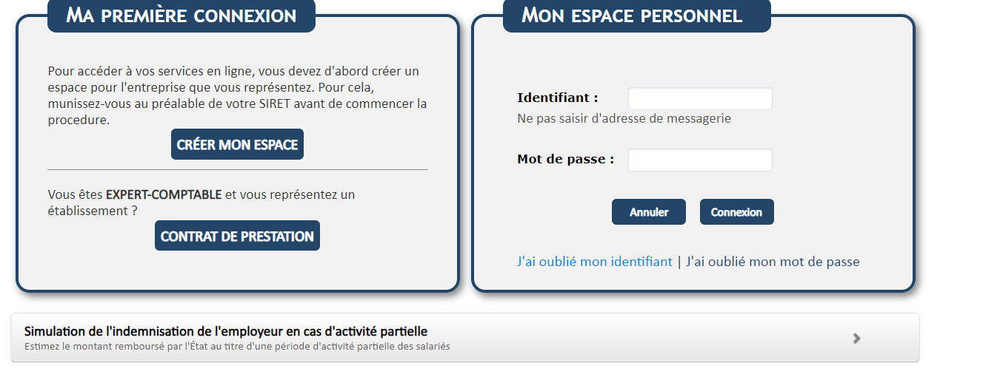 MA PREMIÈRE CONNEXION
Pour accéder à vos services en ligne, vous devez d'abord créer un
espace pour l'entreprise que vous représentez. Pour cela,
munissez-vous au préalable de votre SIRET avant de commencer la
procedure.
CRÉER MON ESPACE
Vous êtes EXPERT-COMPTABLE et vous représentez un
établissement ?
CONTRAT DE PRESTATION
MON ESPACE PERSONNEL
Identifiant :
Ne pas saisir d'adresse de messagerie
Mot de passe :
Annuler Connexion
J'ai oublié mon identifiant | J'ai oublié mon mot de passe
Simulation de l'indemnisation de l'employeur en cas d'activité partielle
Estimez le montant remboursé par l'État au titre d'une période d'activité partielle des salariés